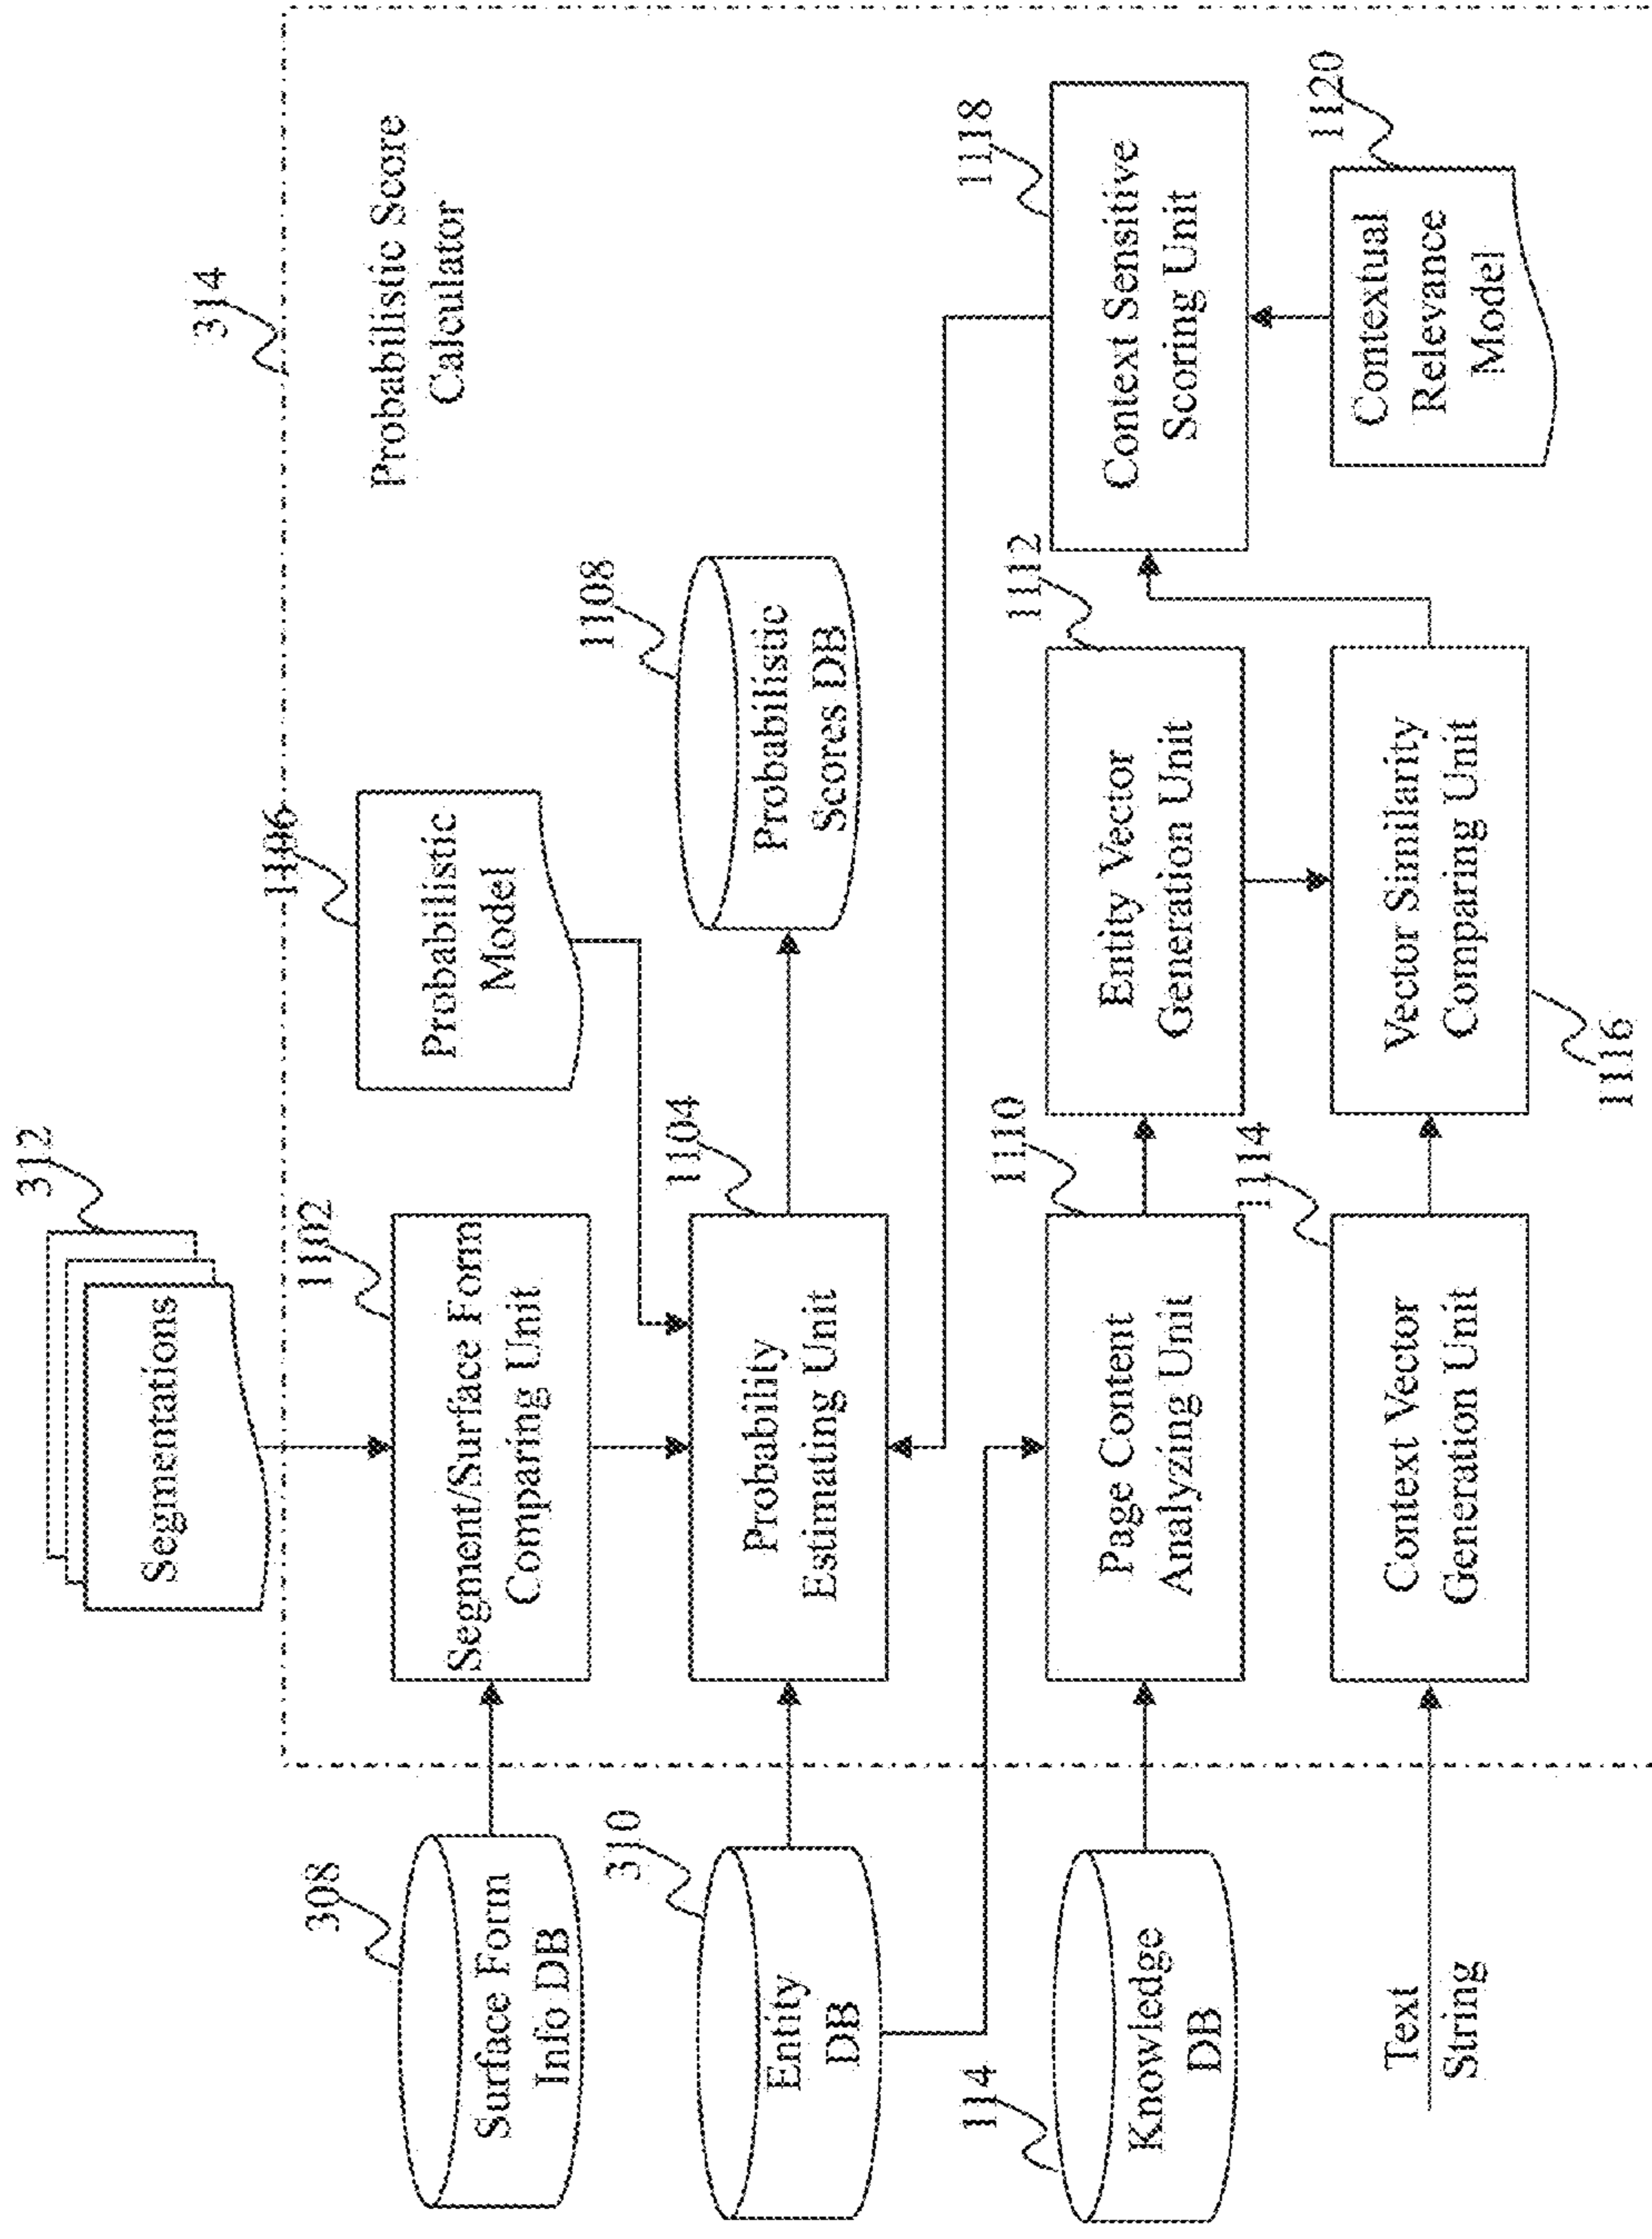 312
Segmentations
314
Probabilistic Score
Calculator
308
Surface Form
Info DB
1102
Segment/Surface Form
Comparing Unit
1106
Probabilistic
Model
310
Entity
DB
1104
Probability
Estimating Unit
1108
Probabilistic
Scores DB
114
Knowledge
DB
1110
Page Content
Analyzing Unit
1112
Entity Vector
Generation Unit
1118
Context Sensitive
Scoring Unit
Text
String
1114
Context Vector
Generation Unit
Vector Similarity
Comparing Unit
1116
1120
Contextual
Relevance
Model